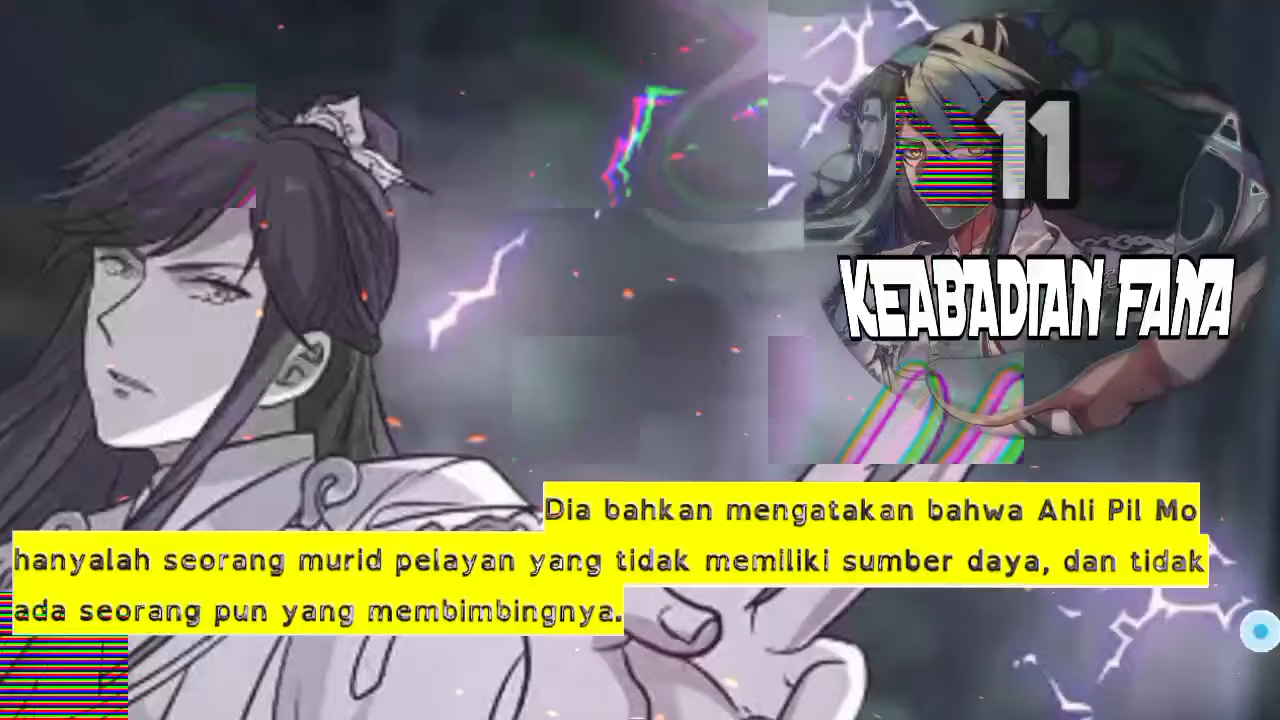 11
KEABADIAN FANA
Dia bahkan mengatakan bahwa Ahli Pil Mo
hanyalah seorang murid pelayan yang tidak memiliki sumber daya, dan tidak
ada seorang pun yang membimbingnya.